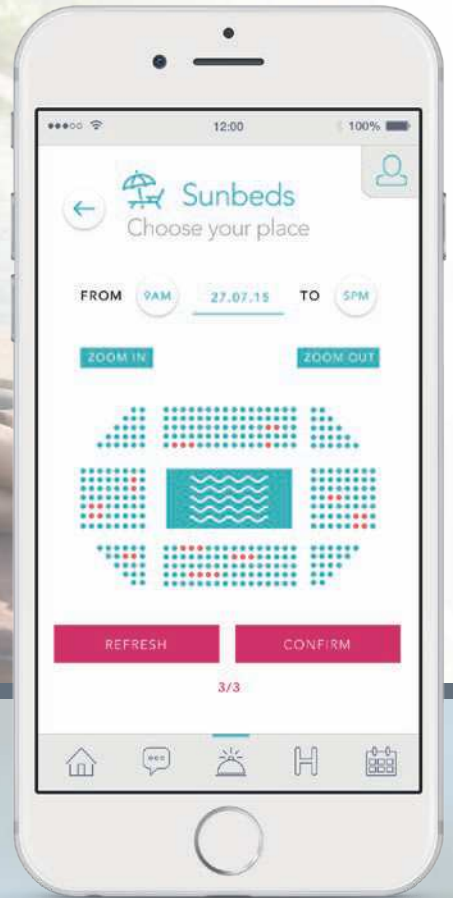 12:00 100%
Sunbeds
Choose your place
FROM 9AM 27.07.15 TO 5PM
ZOOM IN ZOOM OUT
REFRESH CONFIRM
3/3
H